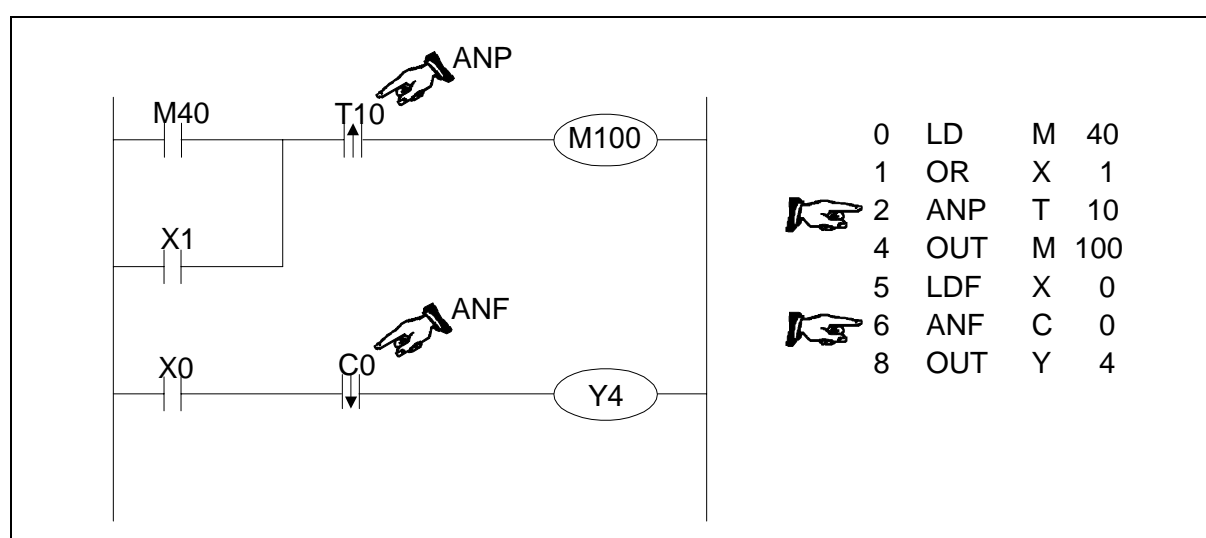 ANP
M40
T10
M100
X1
ANF
X0
C0
Y4
0 LD M 40
1 OR X 1
2 ANP T 10
4 OUT M 100
5 LDF X 0
6 ANF C 0
8 OUT Y 4